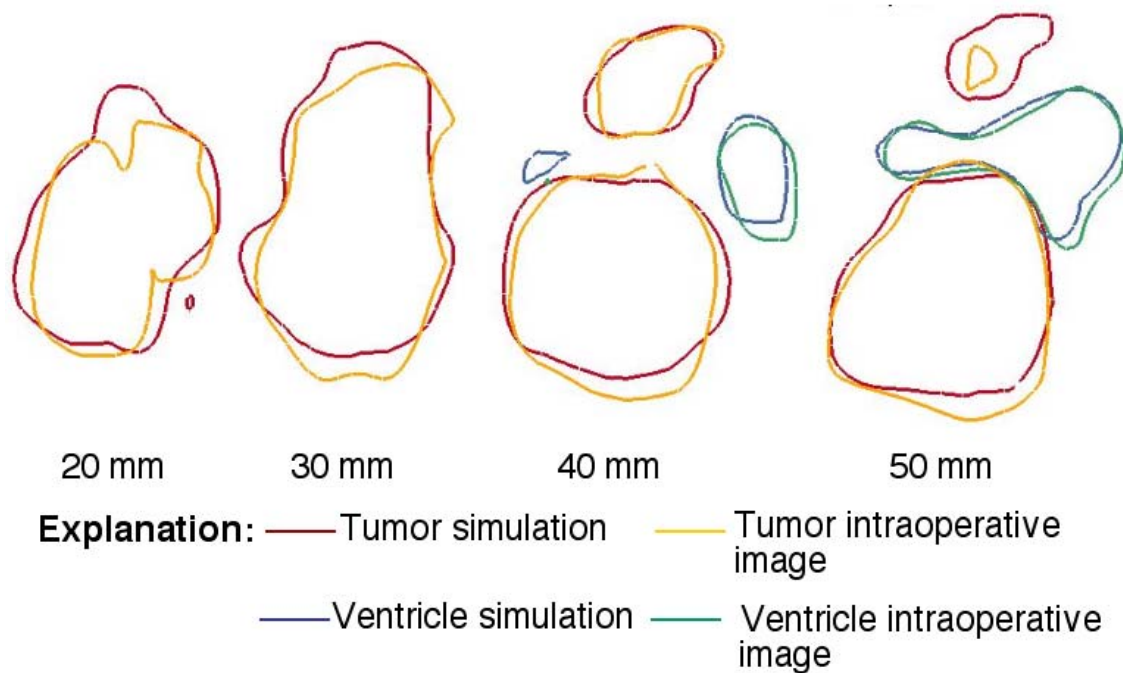 20 mm 30 mm 40 mm 50 mm
Explanation: Tumor simulation Tumor intraoperative
image
Ventricle simulation Ventricle intraoperative
image